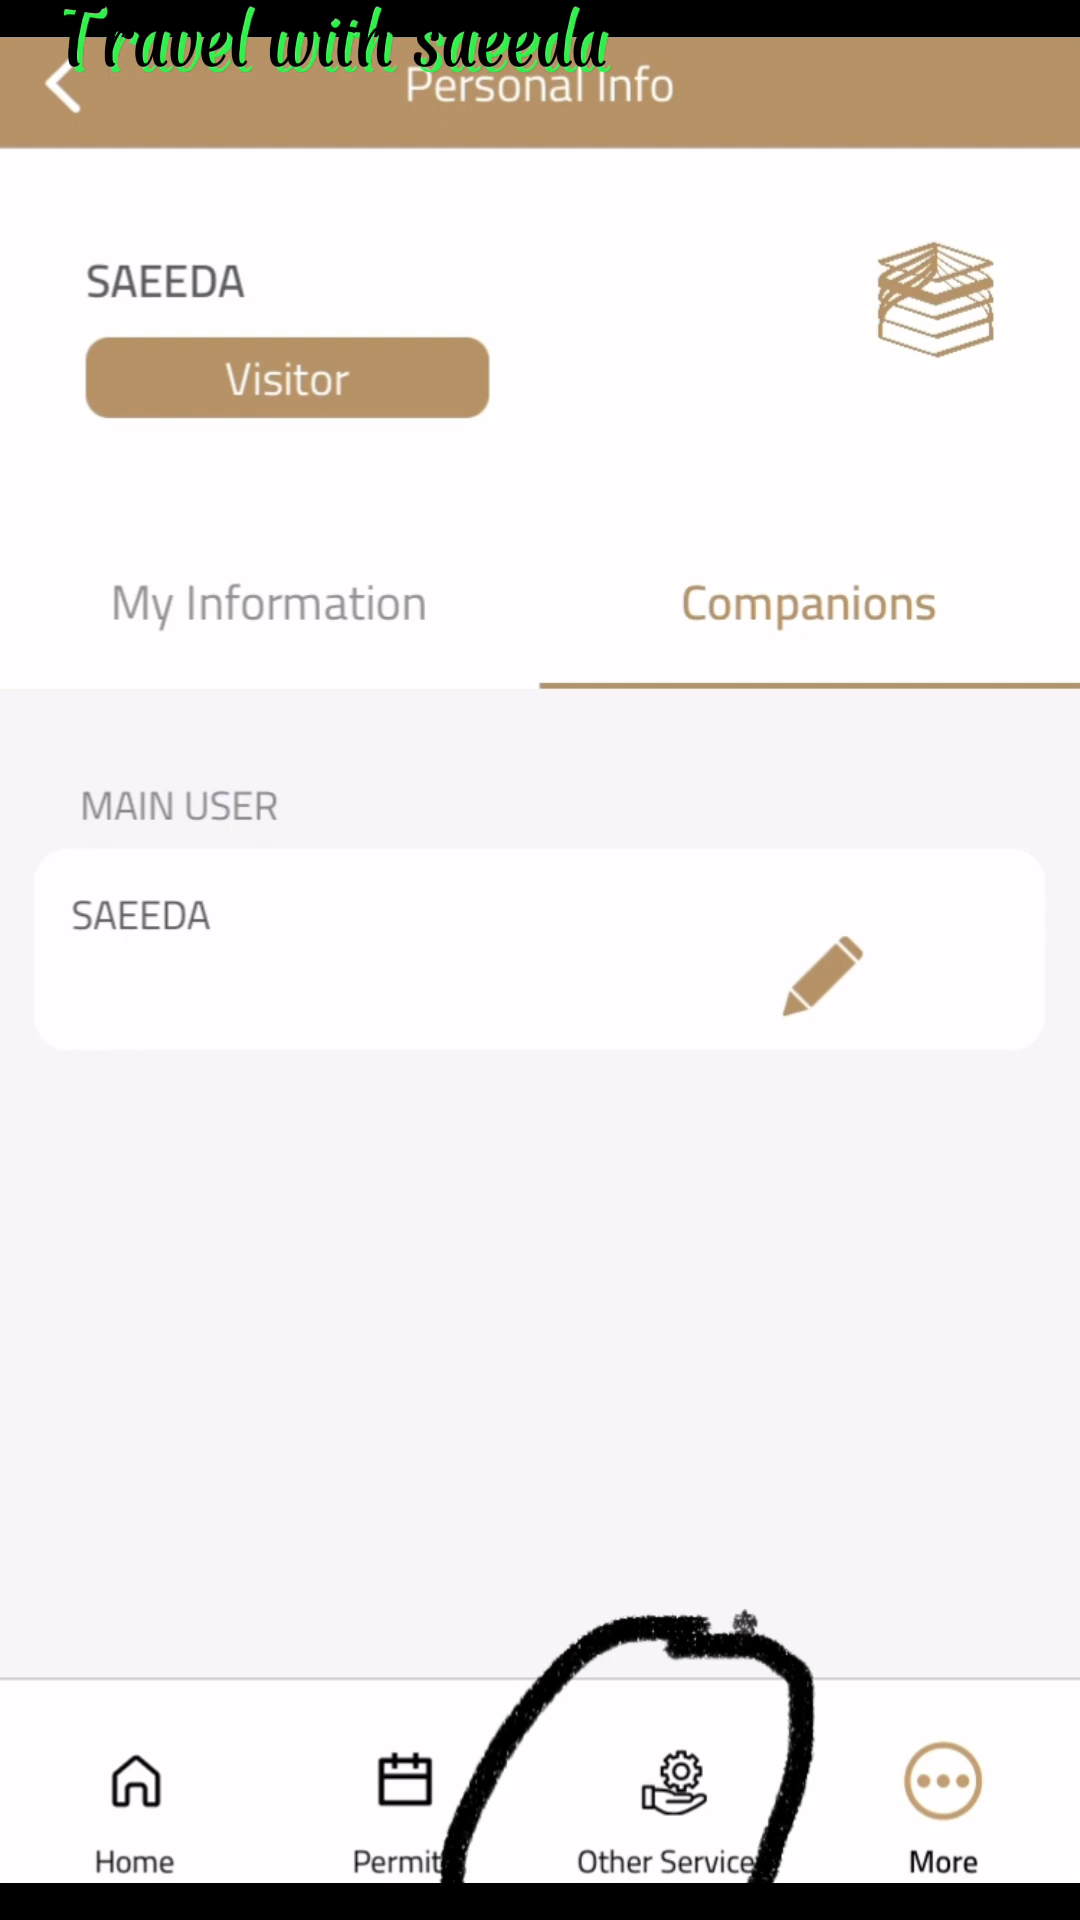 Travel with saeeda
Personal Info
SAEEDA
Visitor
My Information
Companions
MAIN USER
SAEEDA
Home
Permit
Other Service
More